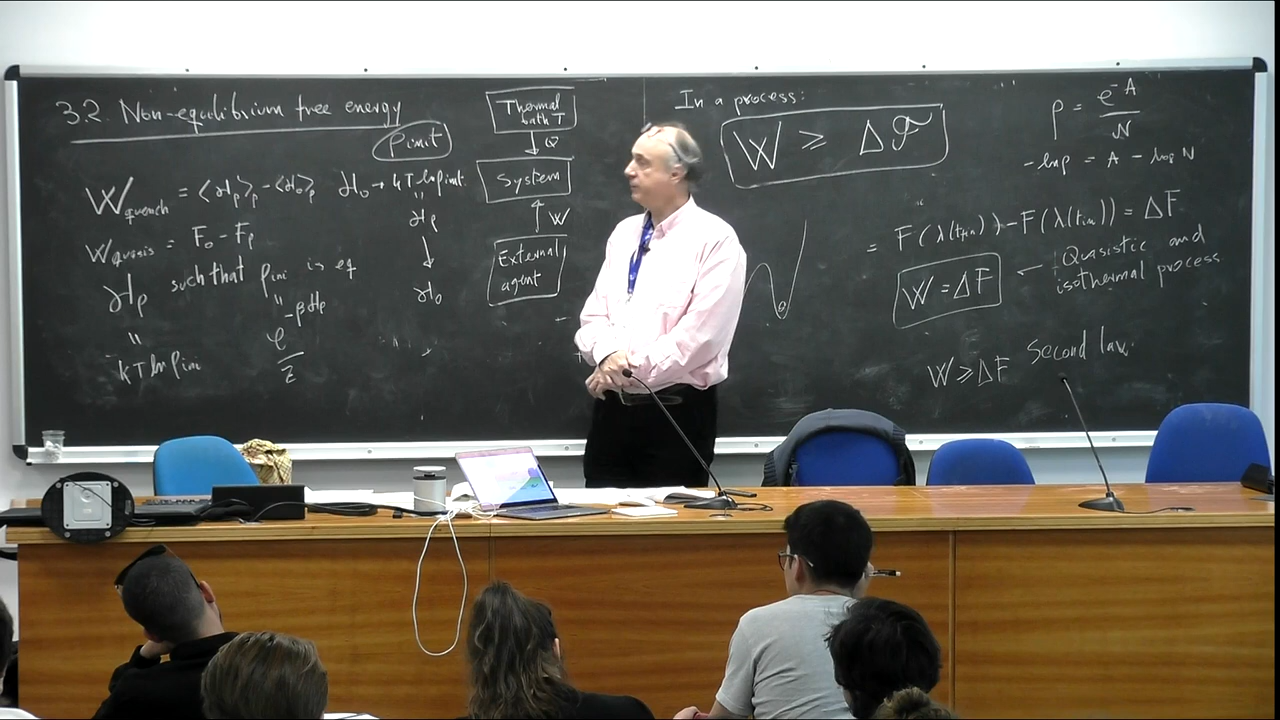 3.2. Non-equilibrium free energy
ρinit
W quench = ⟨ℋρ⟩ρ - ⟨ℋ0⟩ρ
ℋ0 → kT ln ρinit
"
ℋρ
↓
ℋ0
W quasis = F0 - Fρ
ℋρ such that ρini is eq
"
kT ln ρini
"
e -βℋρ
Z
Thermal
bath T
↓ Q
System
↑ W
External
agent
In a process:
W ≥ Δℱ
ρ = e^-A / N
-ln ρ = A - log N
= F(λ(tfin)) - F(λ(tini)) = ΔF
W = ΔF ← Quasistic and
isothermal process
W ≥ ΔF Second law.